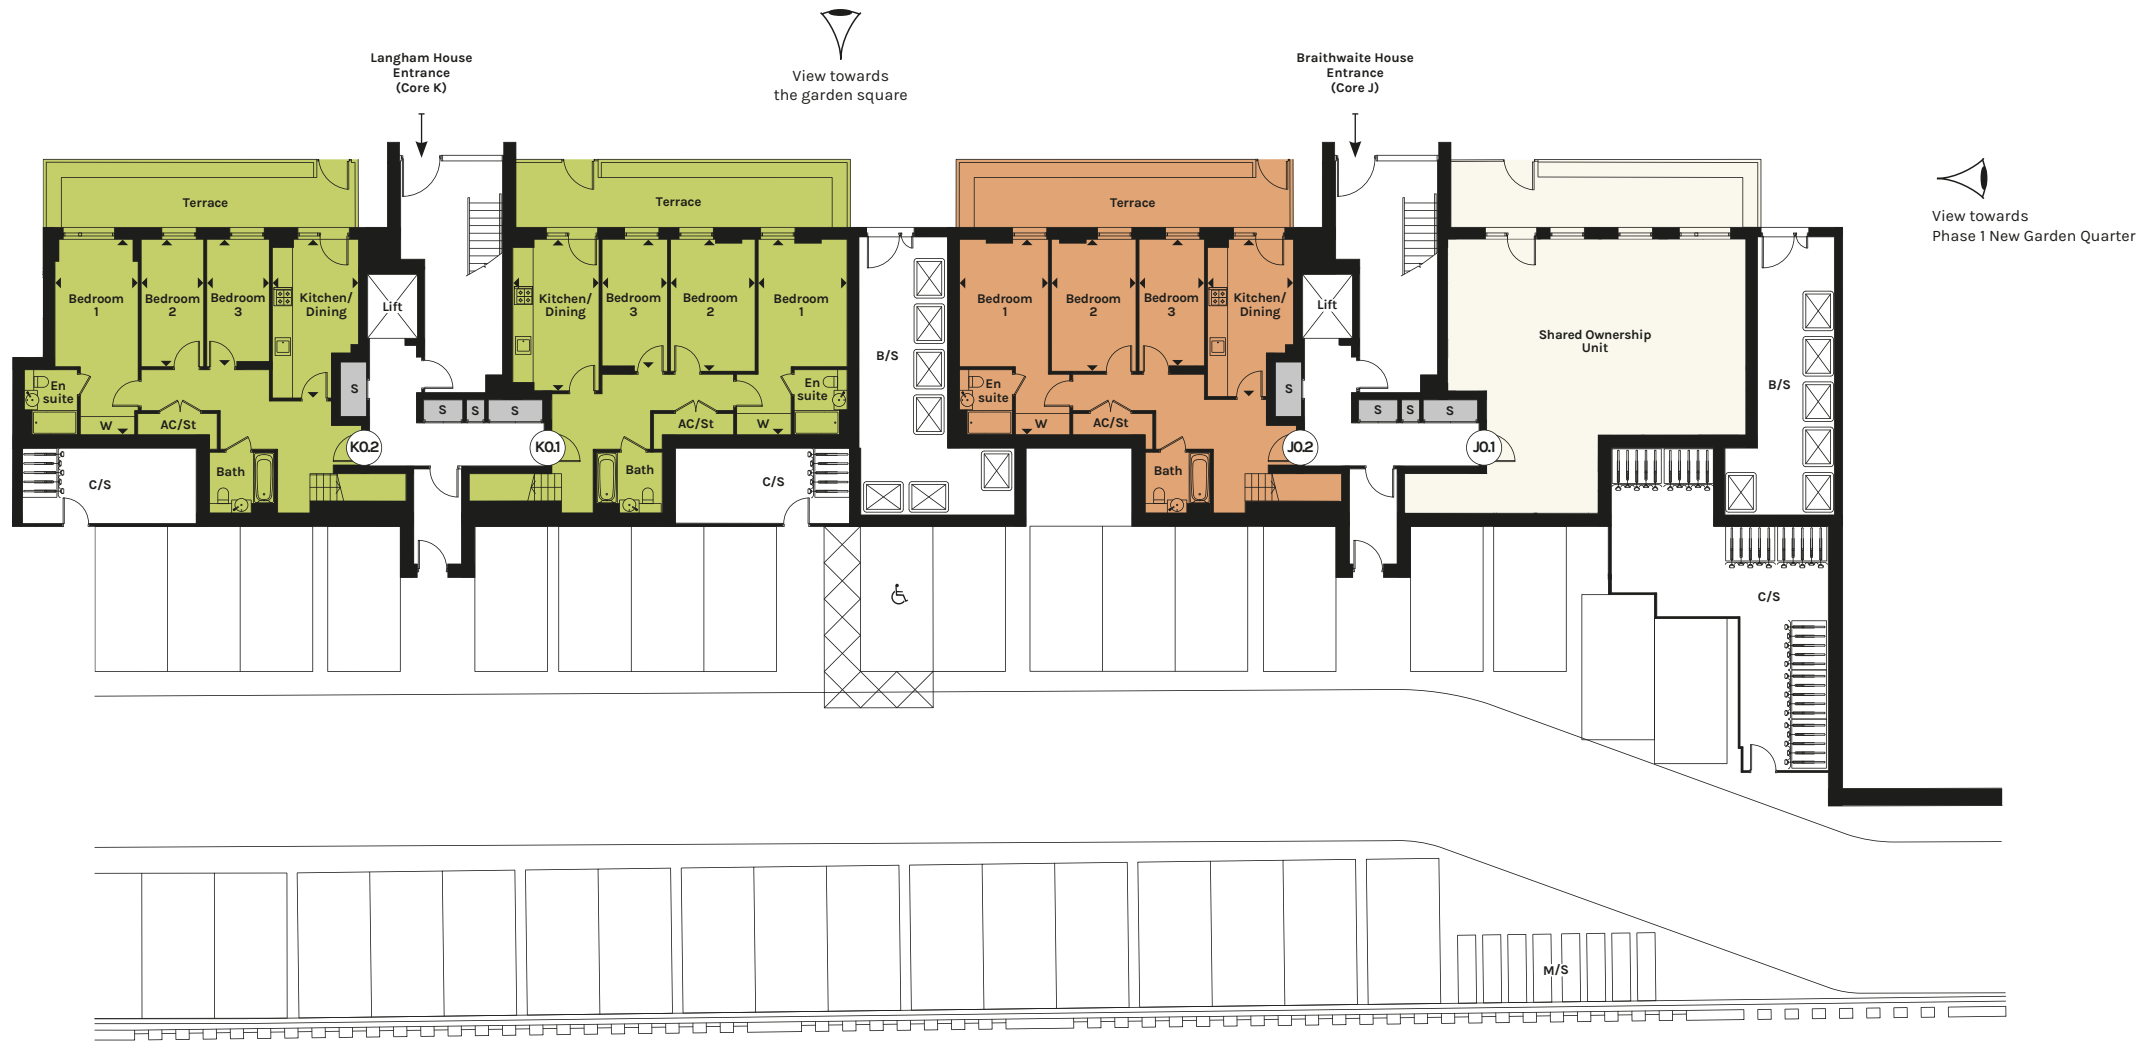 Langham House
Entrance
(Core K)
View towards
the garden square
Braithwaite House
Entrance
(Core J)
View towards
Phase 1 New Garden Quarter
Terrace
Terrace
Terrace
Bedroom
1
Bedroom
2
Bedroom
3
Kitchen/
Dining
Lift
Kitchen/
Dining
Bedroom
3
Bedroom
2
Bedroom
1
B/S
Bedroom
1
Bedroom
2
Bedroom
3
Kitchen/
Dining
Lift
Shared Ownership
Unit
B/S
En
suite
W
AC/St
S
S
S
S
AC/St
W
En
suite
En
suite
W
AC/St
S
S
S
S
K0.2
K0.1
J0.2
J0.1
C/S
Bath
Bath
C/S
Bath
C/S
M/S